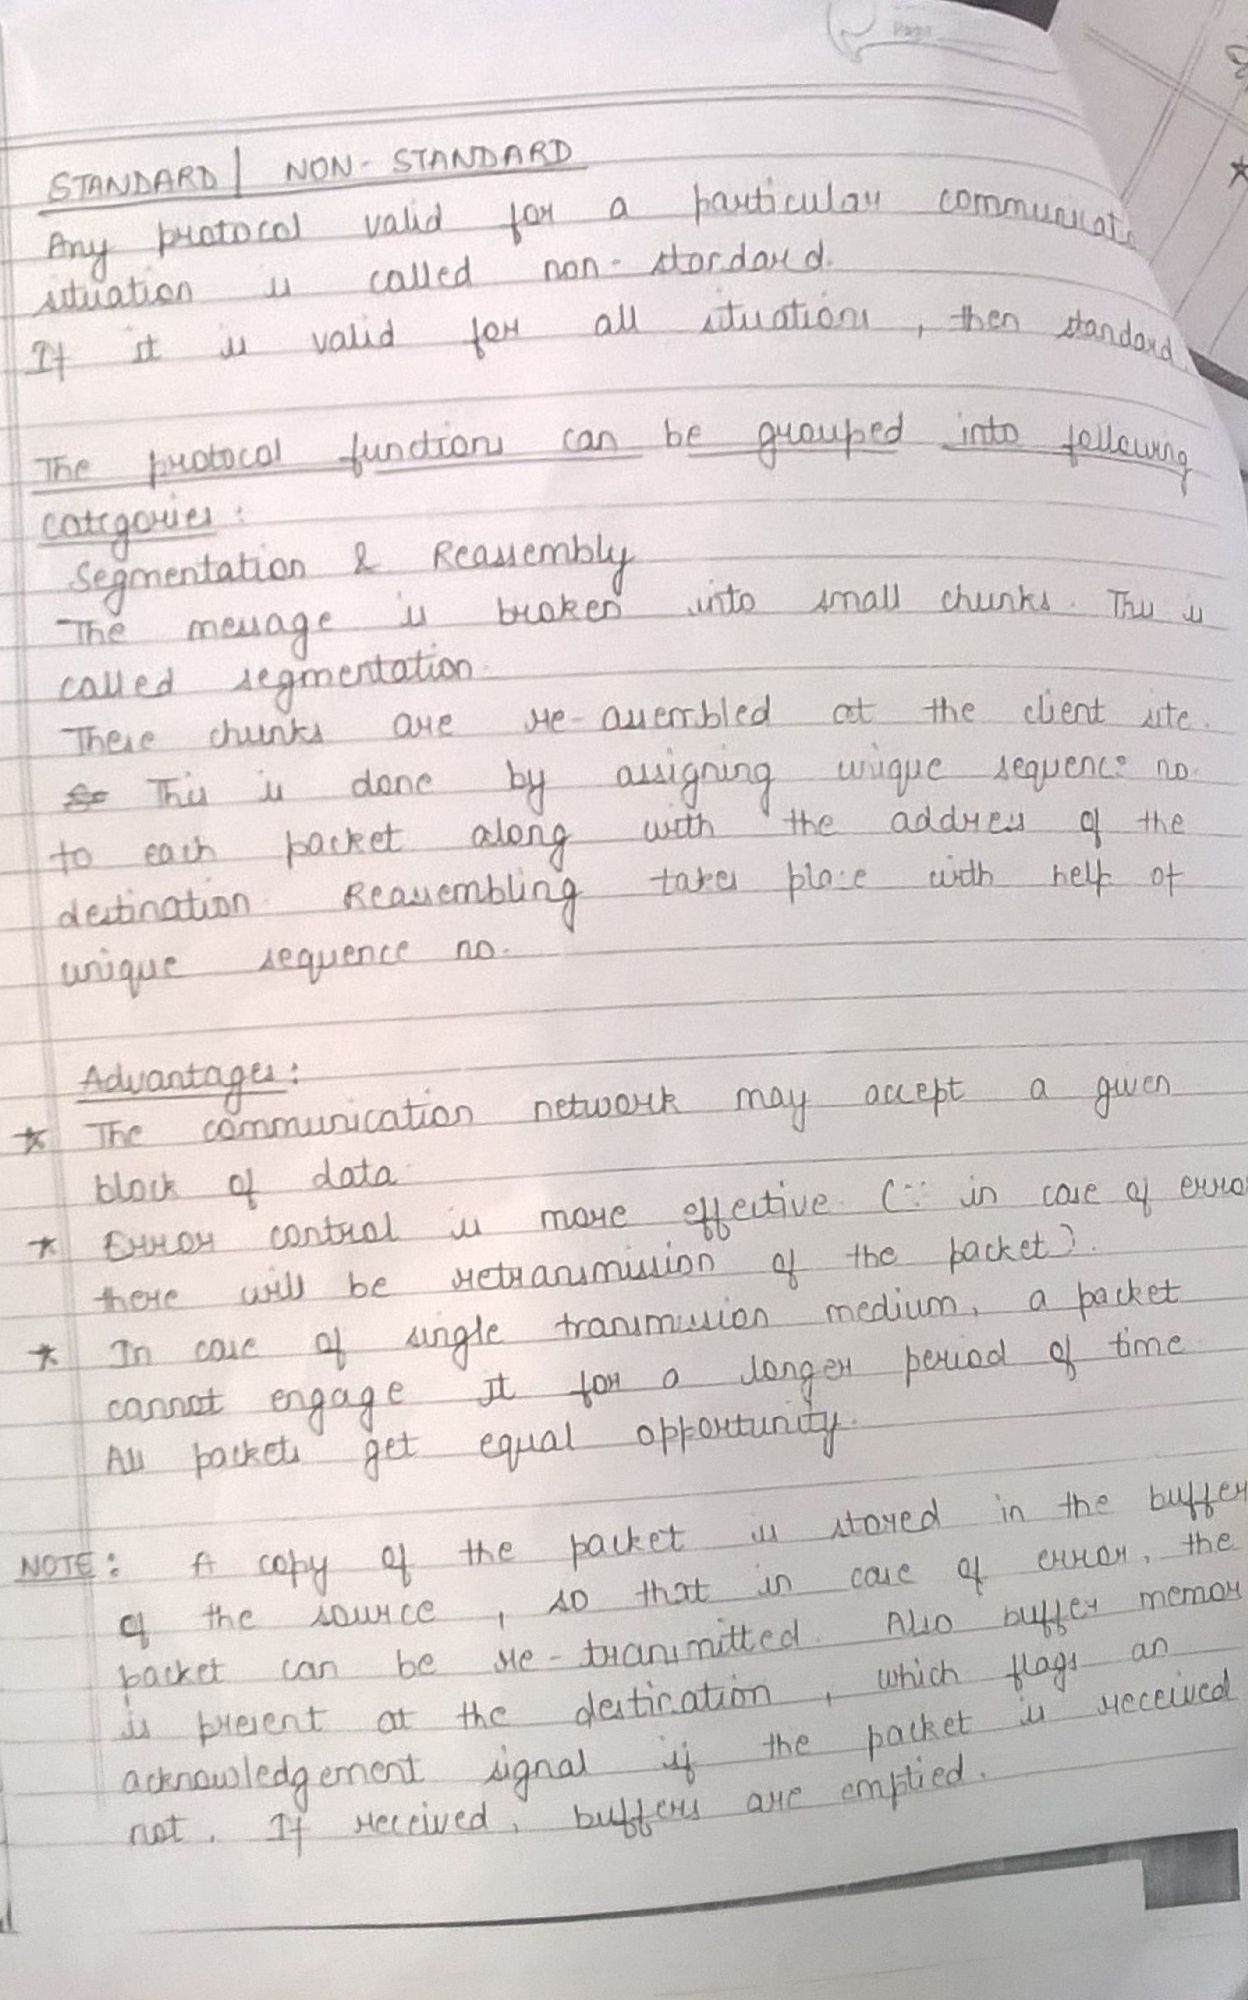 Page
STANDARD | NON-STANDARD
Any protocol valid for a particular communicat
situation is called non-standard.
If it is valid for all situations, then standard.
The protocol functions can be grouped into following
categories:
Segmentation & Reassembly
The message is broken into small chunks. This is
called segmentation.
These chunks are re-assembled at the client site.
This is done by assigning unique sequence no.
to each packet along with the address of the
destination. Reassembling takes place with help of
unique sequence no.
Advantages:
* The communication network may accept a given
block of data.
* Error control is more effective. (∵ in case of erro
there will be retransmission of the packet).
* In case of single transmission medium, a packet
cannot engage it for a longer period of time
All packets get equal opportunity.
NOTE: A copy of the packet is stored in the buffer
of the source, so that in case of error, the
packet can be re-transmitted. Also buffer memor
is present at the destination, which flags an
acknowledgement signal if the packet is received
not. If received, buffers are emptied.